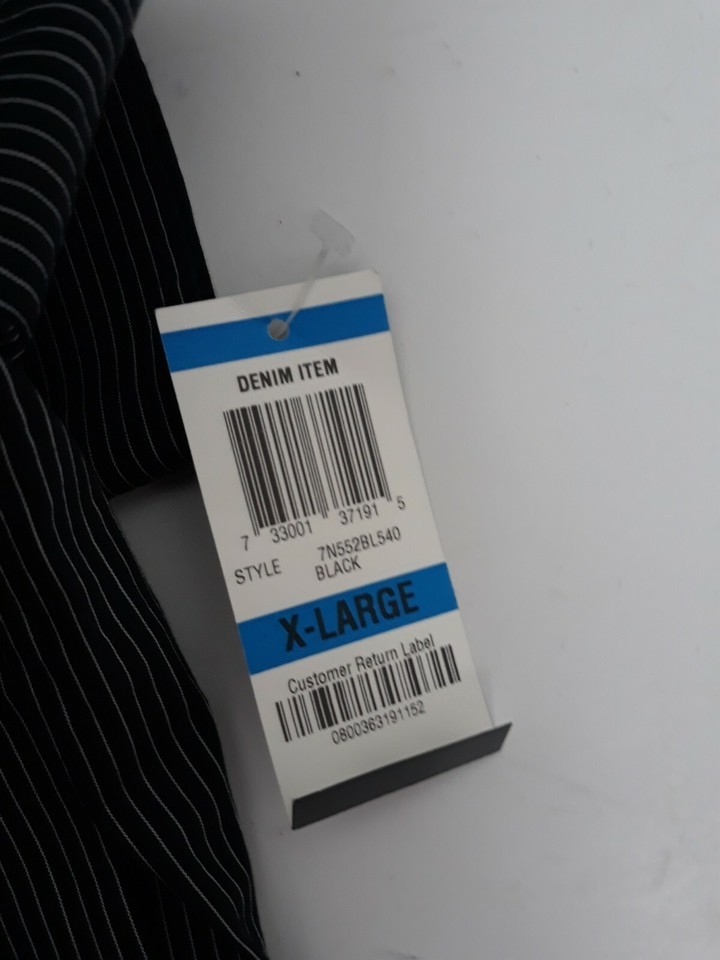 DENIM ITEM
7 33001 37191 5
STYLE 7N552BL540
BLACK
X-LARGE
Customer Return Label
0800363191152